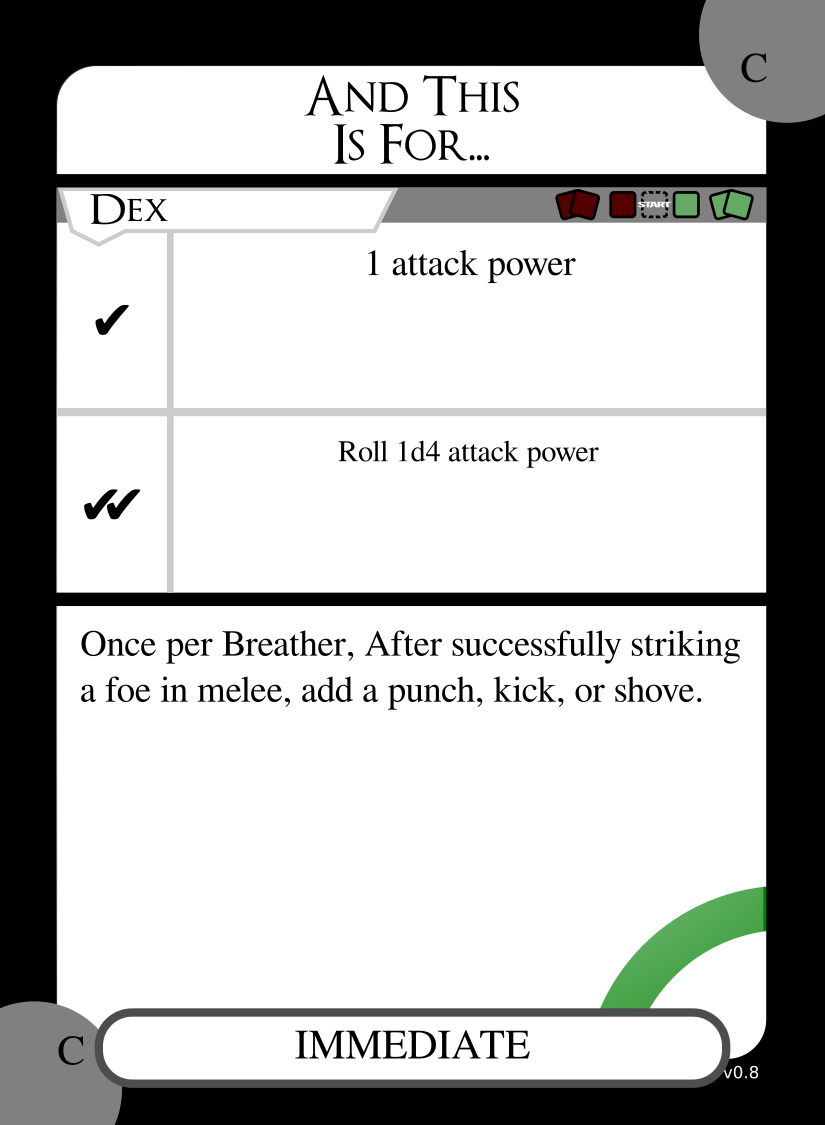 C
And This
Is For...
Dex
START
1 attack power
✔
Roll 1d4 attack power
✔✔
Once per Breather, After successfully striking
a foe in melee, add a punch, kick, or shove.
C
IMMEDIATE
v0.8